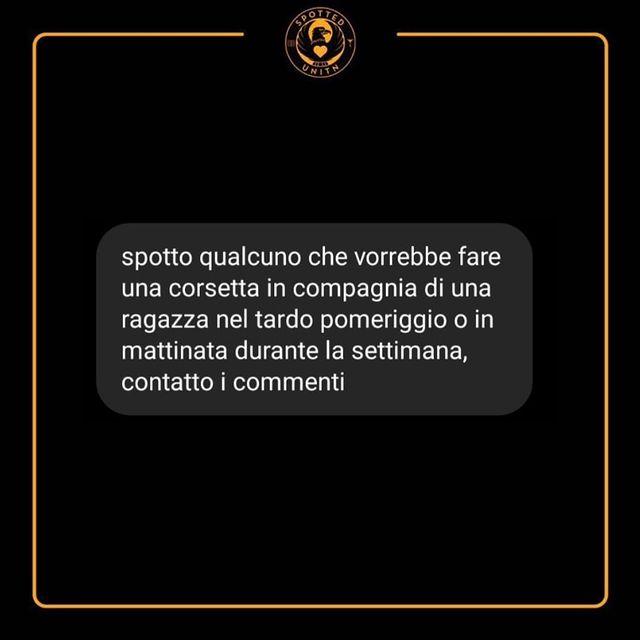 SPOTTED
UNITN
spotto qualcuno che vorrebbe fare
una corsetta in compagnia di una
ragazza nel tardo pomeriggio o in
mattinata durante la settimana,
contatto i commenti